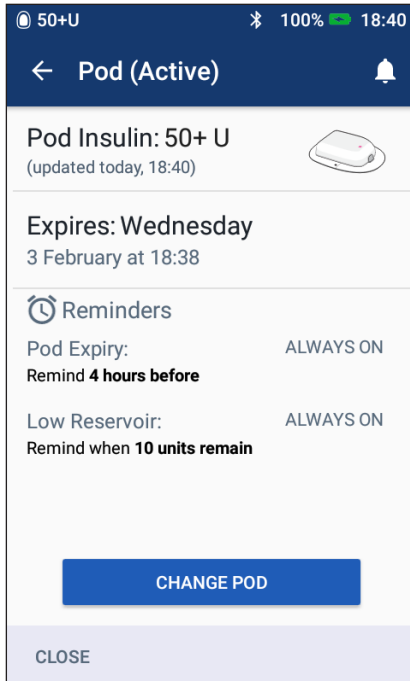 50+U 100% 18:40
Pod (Active)
Pod Insulin: 50+ U
(updated today, 18:40)
Expires: Wednesday
3 February at 18:38
Reminders
Pod Expiry: ALWAYS ON
Remind 4 hours before
Low Reservoir: ALWAYS ON
Remind when 10 units remain
CHANGE POD
CLOSE